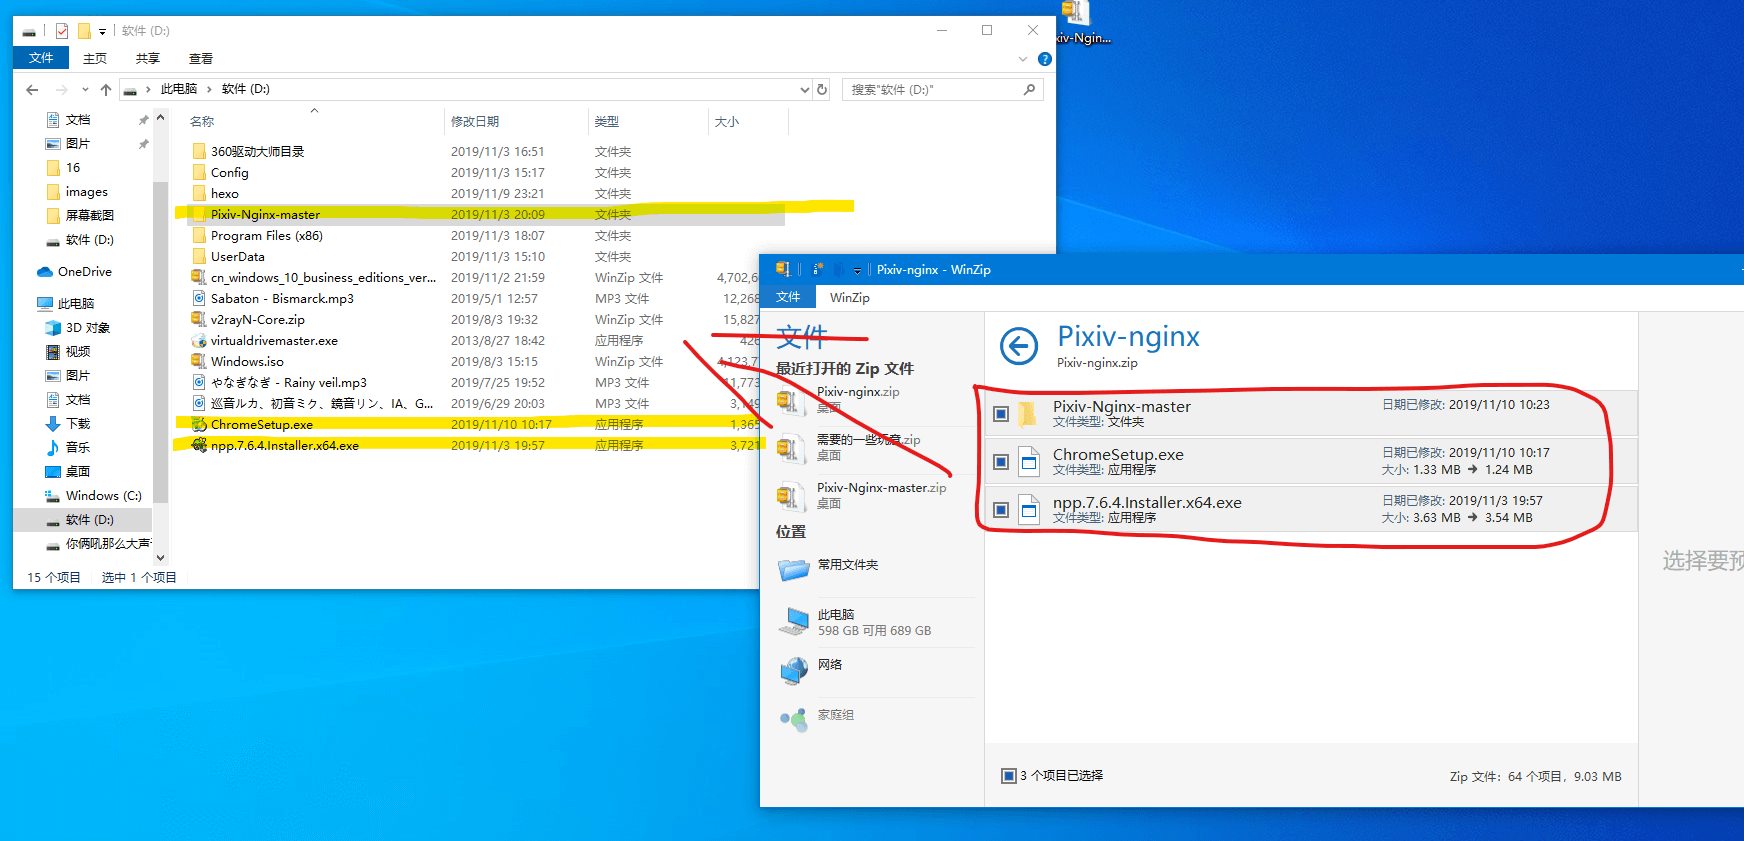 软件 (D:)
文件 主页 共享 查看
此电脑 软件 (D:)
搜索"软件 (D:)"
文档
图片
16
images
屏幕截图
软件 (D:)
OneDrive
此电脑
3D 对象
视频
图片
文档
下载
音乐
桌面
Windows (C:)
软件 (D:)
你俩吼那么大声
名称 修改日期 类型 大小
360驱动大师目录 2019/11/3 16:51 文件夹
Config 2019/11/3 15:17 文件夹
hexo 2019/11/9 23:21 文件夹
Pixiv-Nginx-master 2019/11/3 20:09 文件夹
Program Files (x86) 2019/11/3 18:07 文件夹
UserData 2019/11/3 15:10 文件夹
cn_windows_10_business_editions_ver... 2019/11/2 21:59 WinZip 文件 4,702,6
Sabaton - Bismarck.mp3 2019/5/1 12:57 MP3 文件 12,268
v2rayN-Core.zip 2019/8/3 19:32 WinZip 文件 15,827
virtualdrivemaster.exe 2013/8/27 18:42 应用程序 426
Windows.iso 2019/8/3 15:15 WinZip 文件 4,123,7
やなぎなぎ - Rainy veil.mp3 2019/7/25 19:52 MP3 文件 11,773
巡音ルカ、初音ミク、鏡音リン、IA、G... 2019/6/29 20:03 MP3 文件 3,149
ChromeSetup.exe 2019/11/10 10:17 应用程序 1,365
npp.7.6.4.Installer.x64.exe 2019/11/3 19:57 应用程序 3,721
15 个项目 选中 1 个项目
xiv-Ngin...
Pixiv-nginx - WinZip
文件 WinZip
文件
最近打开的 Zip 文件
Pixiv-nginx.zip
桌面
需要的一些玩意.zip
桌面
Pixiv-Nginx-master.zip
桌面
位置
常用文件夹
此电脑
598 GB 可用 689 GB
网络
家庭组
Pixiv-nginx
Pixiv-nginx.zip
Pixiv-Nginx-master 日期已修改: 2019/11/10 10:23
文件类型: 文件夹
ChromeSetup.exe 日期已修改: 2019/11/10 10:17
文件类型: 应用程序 大小: 1.33 MB → 1.24 MB
npp.7.6.4.Installer.x64.exe 日期已修改: 2019/11/3 19:57
文件类型: 应用程序 大小: 3.63 MB → 3.54 MB
选择要预
3 个项目已选择 Zip 文件：64 个项目，9.03 MB